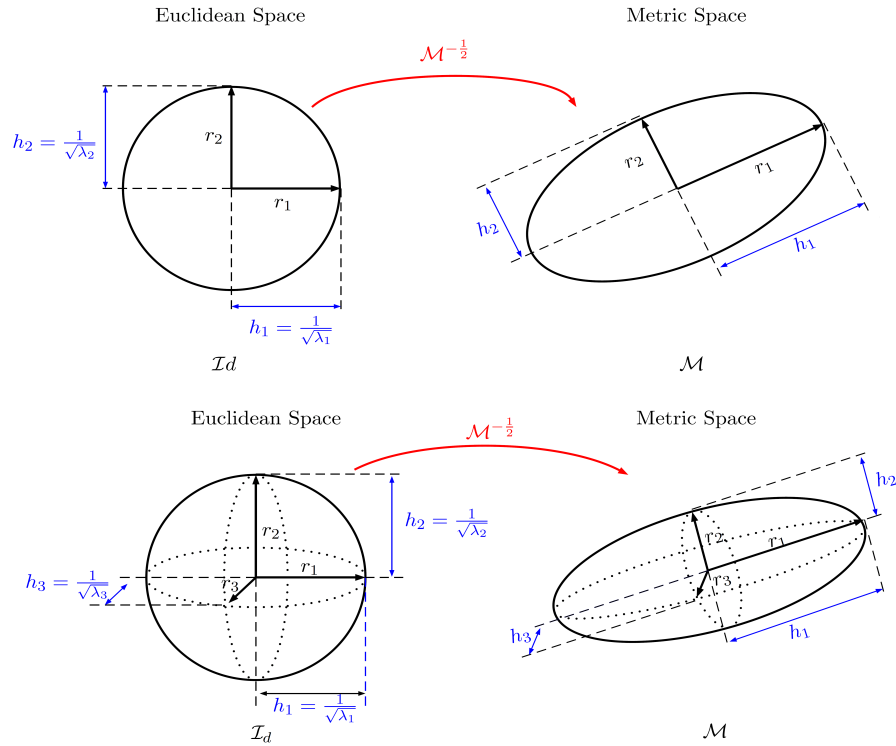 Euclidean Space
Metric Space
$\mathcal{M}^{-\frac{1}{2}}$
$h_2 = \frac{1}{\sqrt{\lambda_2}}$
$r_2$
$r_1$
$h_1 = \frac{1}{\sqrt{\lambda_1}}$
$r_2$
$r_1$
$h_2$
$h_1$
$\mathcal{I}d$
$\mathcal{M}$
Euclidean Space
Metric Space
$\mathcal{M}^{-\frac{1}{2}}$
$r_2$
$h_2 = \frac{1}{\sqrt{\lambda_2}}$
$r_1$
$h_3 = \frac{1}{\sqrt{\lambda_3}}$
$r_3$
$h_1 = \frac{1}{\sqrt{\lambda_1}}$
$h_2$
$r_2$
$r_1$
$r_3$
$h_3$
$h_1$
$\mathcal{I}_d$
$\mathcal{M}$